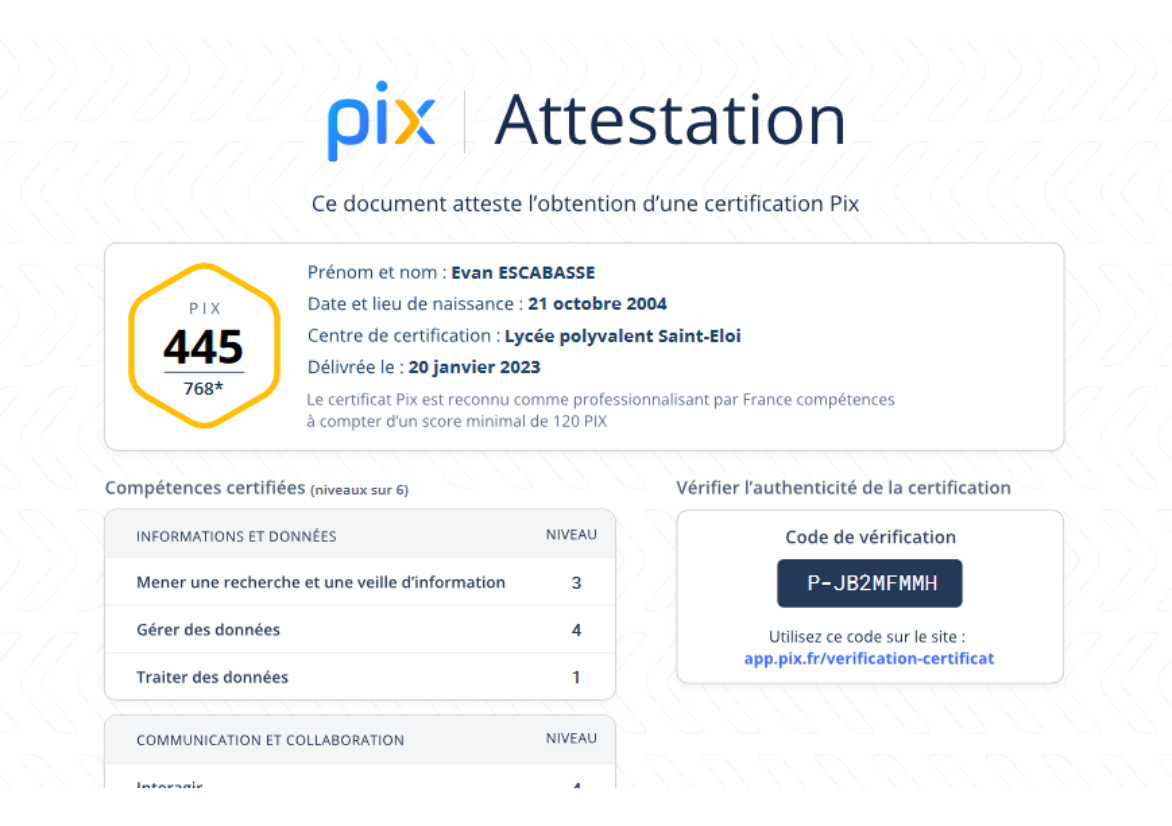 pix | Attestation
Ce document atteste l’obtention d’une certification Pix
PIX
445
768*
Prénom et nom : Evan ESCABASSE
Date et lieu de naissance : 21 octobre 2004
Centre de certification : Lycée polyvalent Saint-Eloi
Délivrée le : 20 janvier 2023
Le certificat Pix est reconnu comme professionnalisant par France compétences
à compter d’un score minimal de 120 PIX
Compétences certifiées (niveaux sur 6)
INFORMATIONS ET DONNÉES NIVEAU
Mener une recherche et une veille d’information 3
Gérer des données 4
Traiter des données 1
COMMUNICATION ET COLLABORATION NIVEAU
Interagir 4
Vérifier l’authenticité de la certification
Code de vérification
P-JB2MFMMH
Utilisez ce code sur le site :
app.pix.fr/verification-certificat